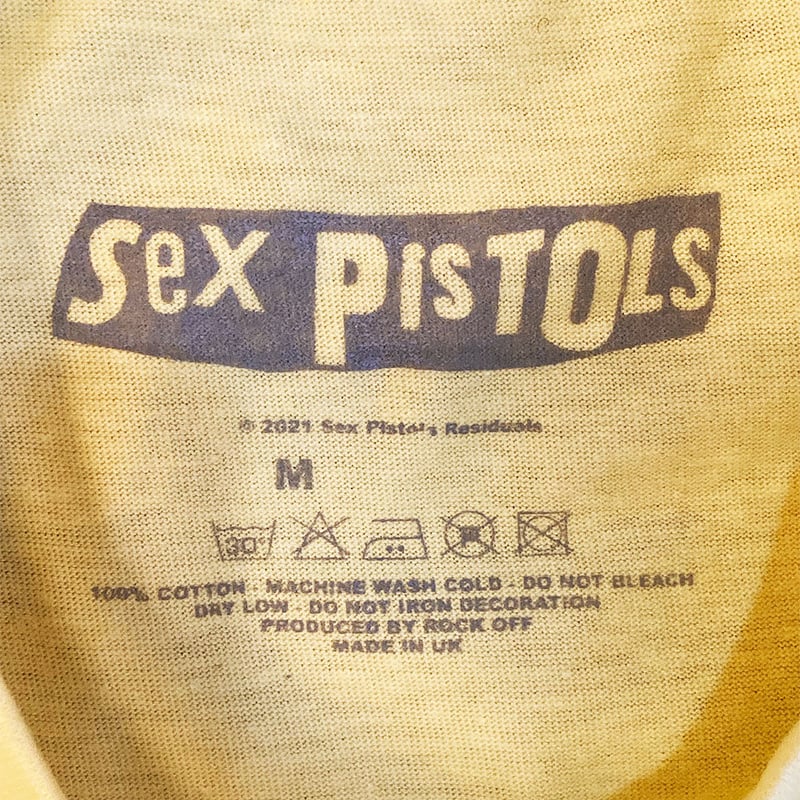 Sex PisTOLS
© 2021 Sex Pistols Residuals
M
30°
100% COTTON - MACHINE WASH COLD - DO NOT BLEACH
DRY LOW - DO NOT IRON DECORATION
PRODUCED BY ROCK OFF
MADE IN UK